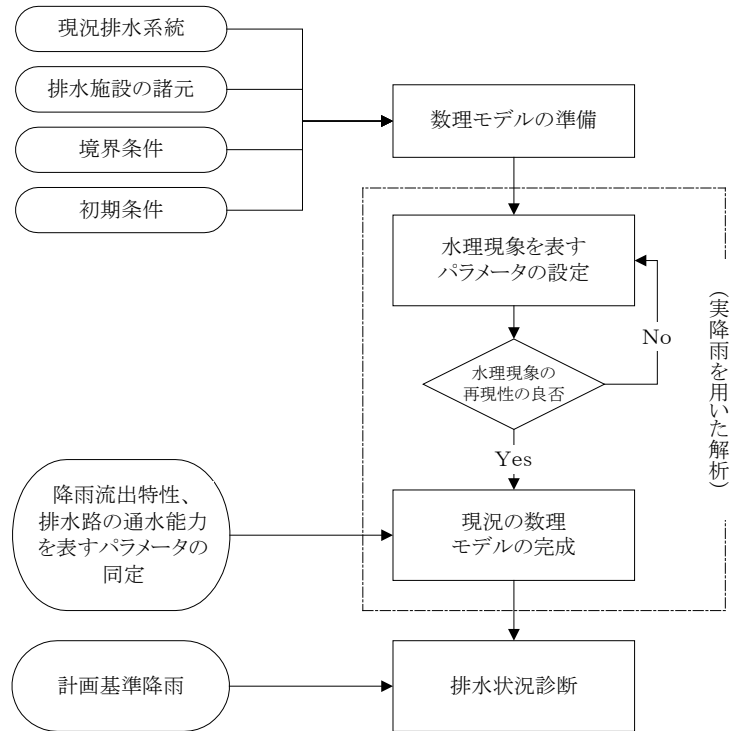 現況排水系統
排水施設の諸元
境界条件
初期条件
数理モデルの準備
水理現象を表す
パラメータの設定
No
水理現象の
再現性の良否
Yes
(実降雨を用いた解析)
降雨流出特性、
排水路の通水能力
を表すパラメータの
同定
現況の数理
モデルの完成
計画基準降雨
排水状況診断